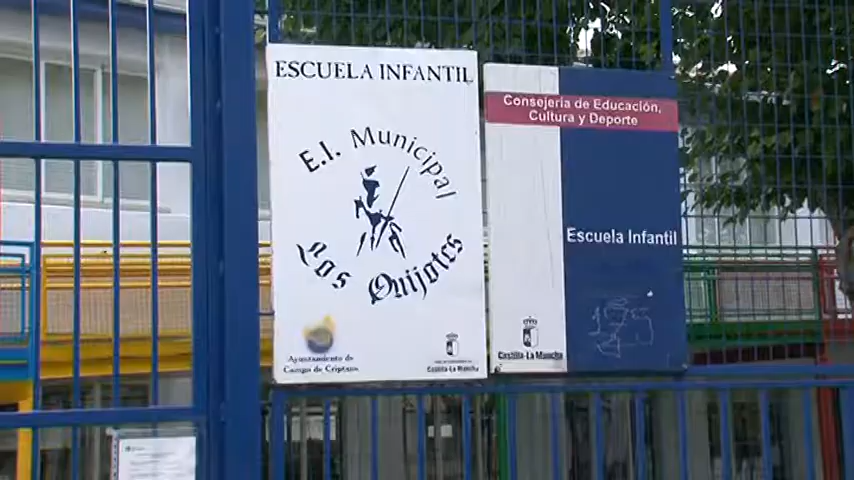 ESCUELA INFANTIL
E.I. Municipal
Los Quijotes
Ayuntamiento de
Campo de Criptana
Castilla-La Mancha
Consejería de Educación,
Cultura y Deporte
Escuela Infantil
Castilla-La Mancha